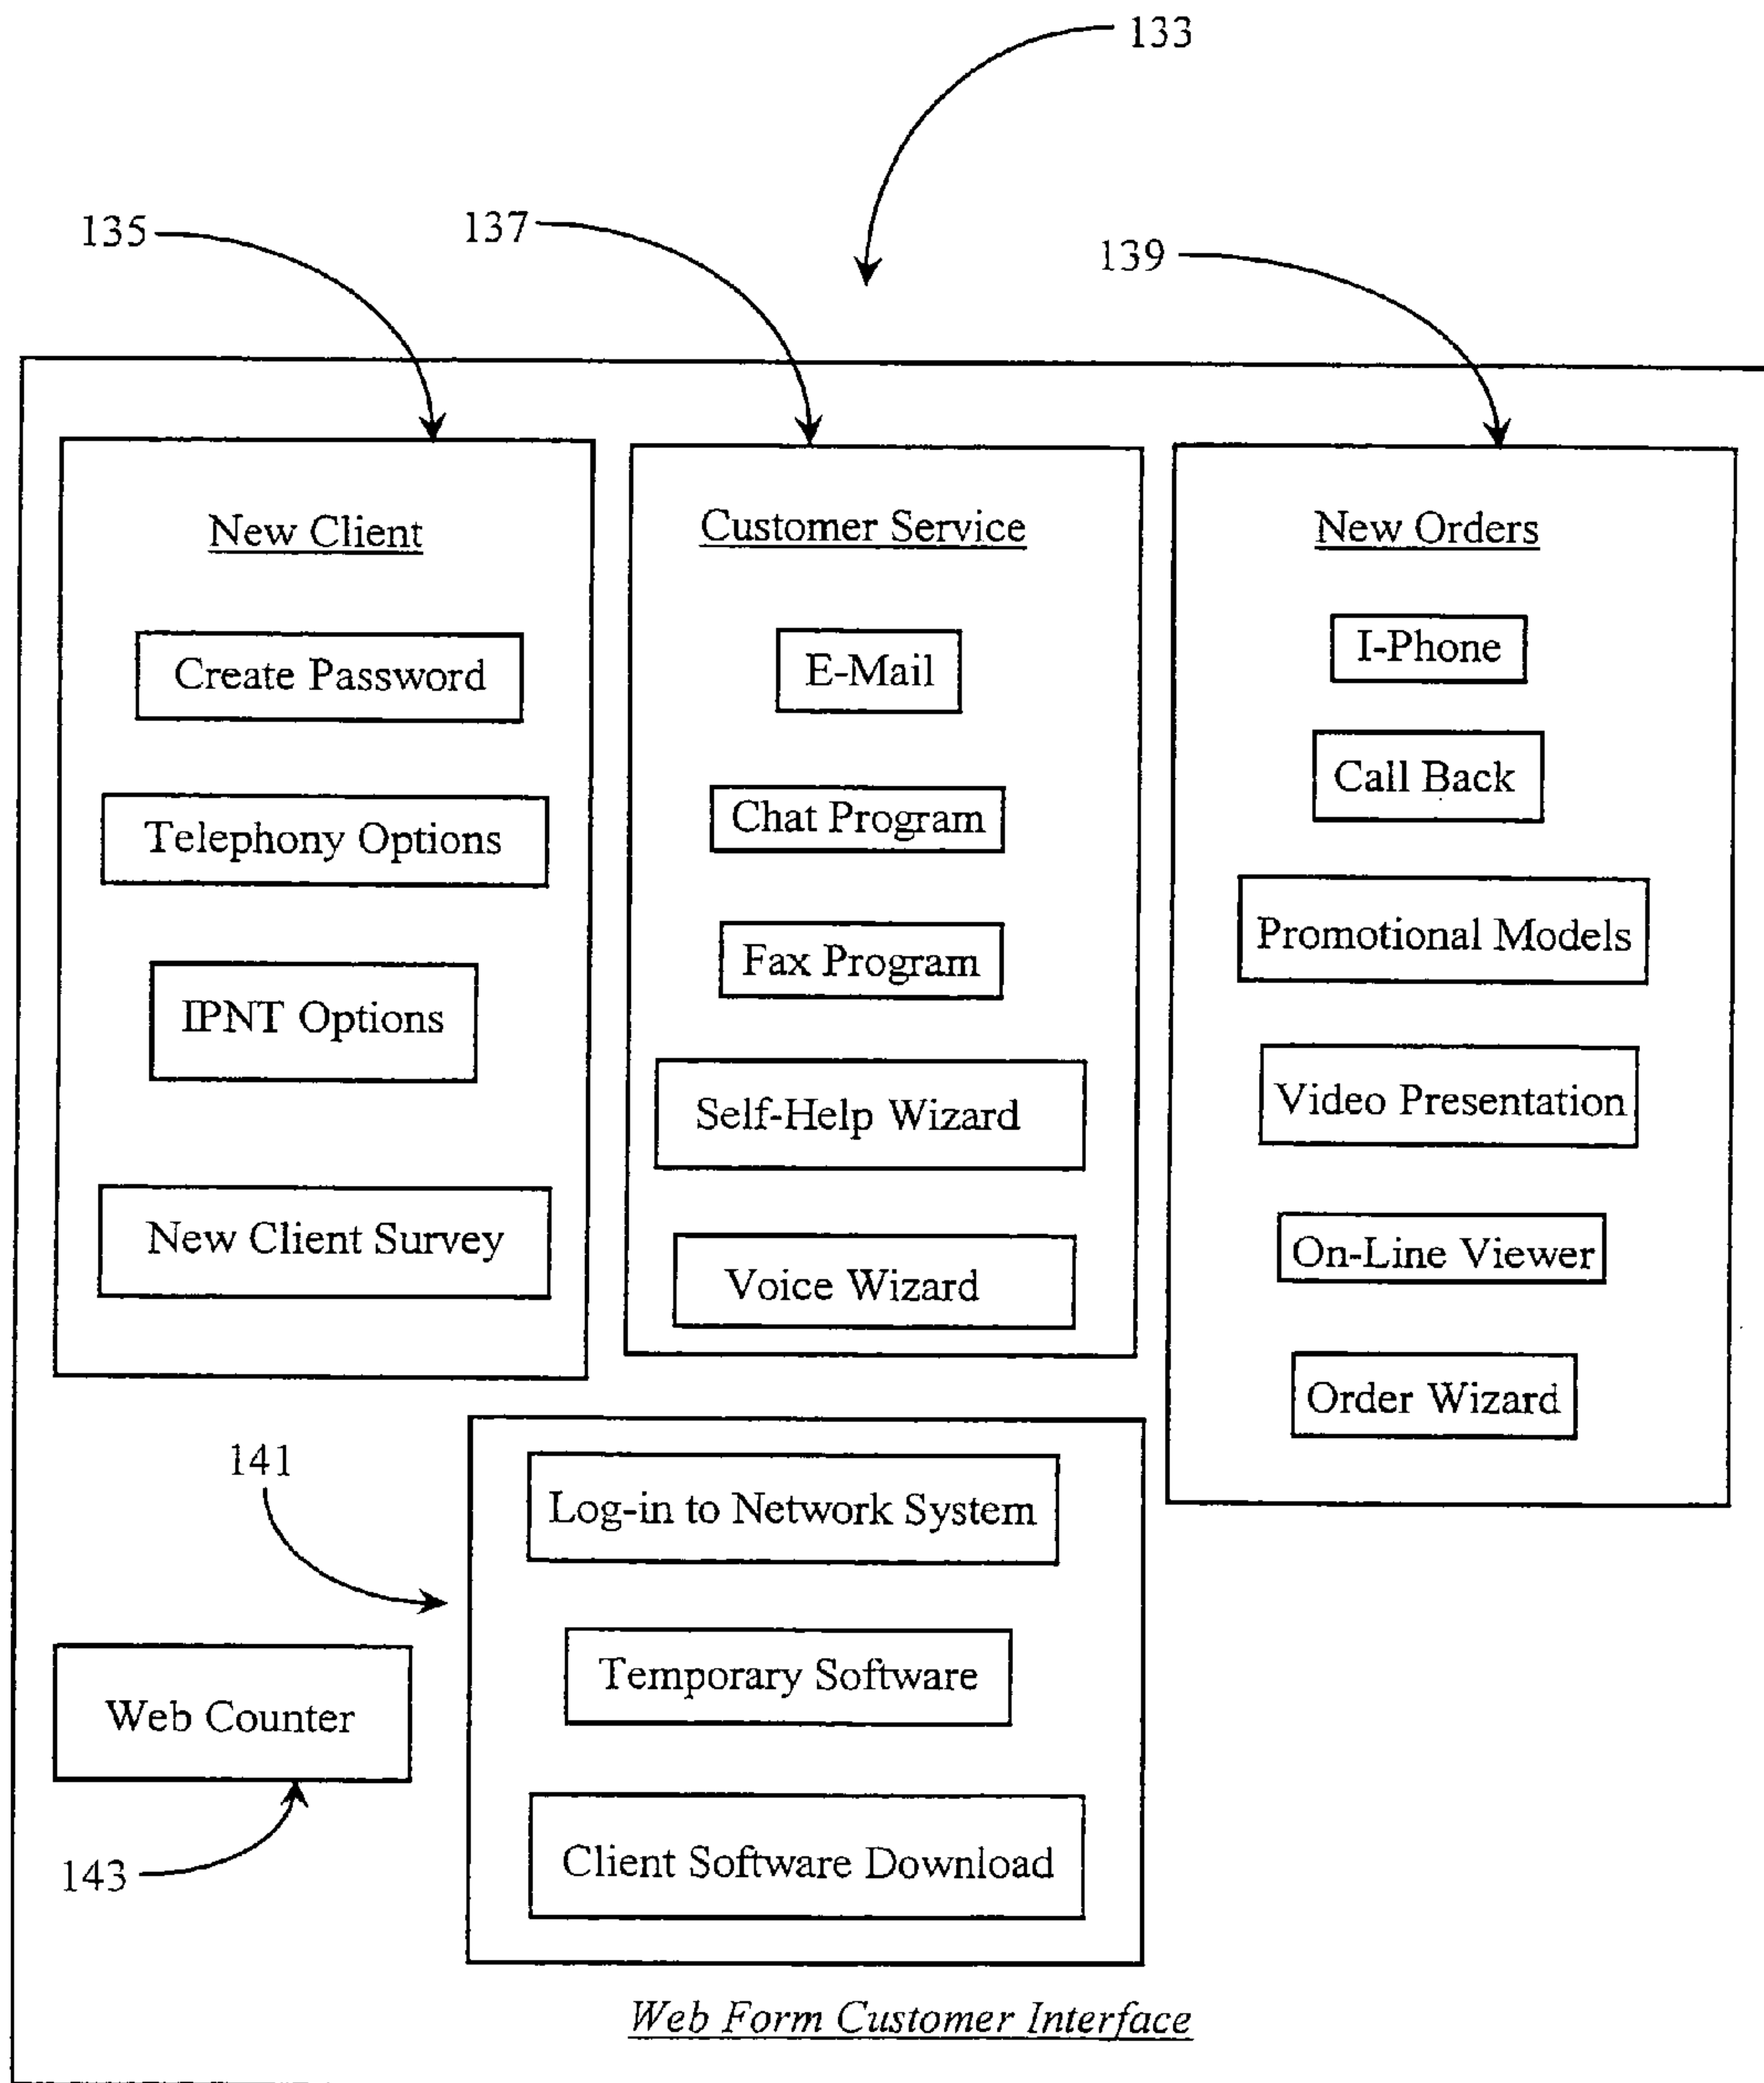 133
135
137
139
New Client
Create Password
Telephony Options
IPNT Options
New Client Survey
Customer Service
E-Mail
Chat Program
Fax Program
Self-Help Wizard
Voice Wizard
New Orders
I-Phone
Call Back
Promotional Models
Video Presentation
On-Line Viewer
Order Wizard
141
Log-in to Network System
Temporary Software
Client Software Download
Web Counter
143
Web Form Customer Interface